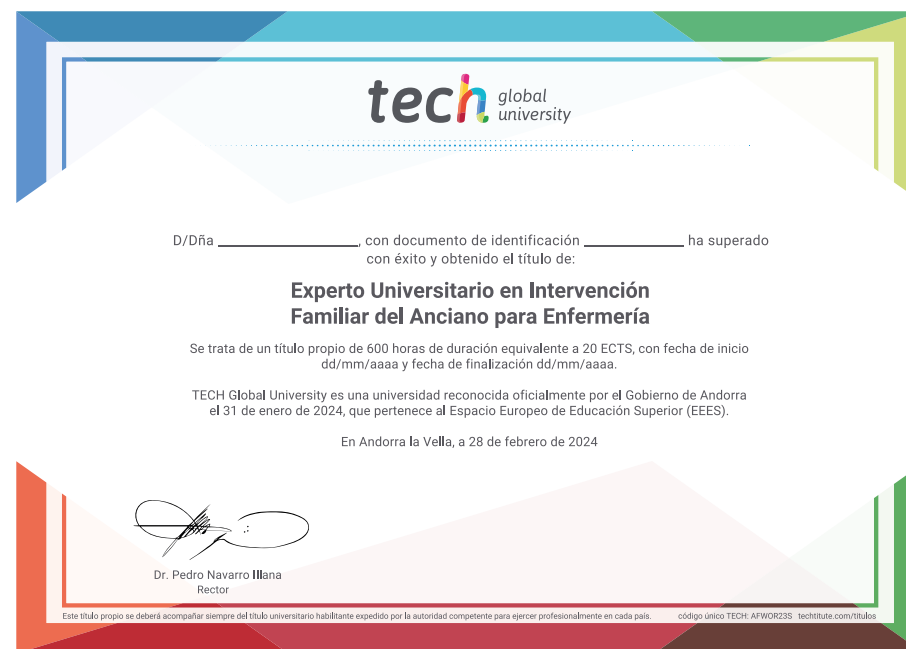 tech global university
D/Dña ____________________, con documento de identificación ______________ ha superado
con éxito y obtenido el título de:
Experto Universitario en Intervención
Familiar del Anciano para Enfermería
Se trata de un título propio de 600 horas de duración equivalente a 20 ECTS, con fecha de inicio
dd/mm/aaaa y fecha de finalización dd/mm/aaaa.
TECH Global University es una universidad reconocida oficialmente por el Gobierno de Andorra
el 31 de enero de 2024, que pertenece al Espacio Europeo de Educación Superior (EEES).
En Andorra la Vella, a 28 de febrero de 2024
Dr. Pedro Navarro Illana
Rector
Este título propio se deberá acompañar siempre del título universitario habilitante expedido por la autoridad competente para ejercer profesionalmente en cada país. código único TECH: AFWOR23S techtitute.com/titulos